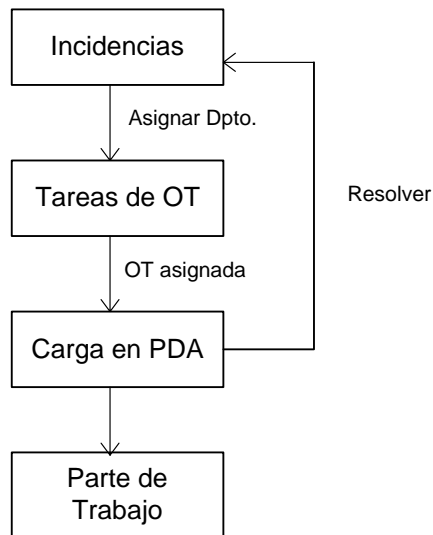 Incidencias
Asignar Dpto.
Tareas de OT
Resolver
OT asignada
Carga en PDA
Parte de
Trabajo